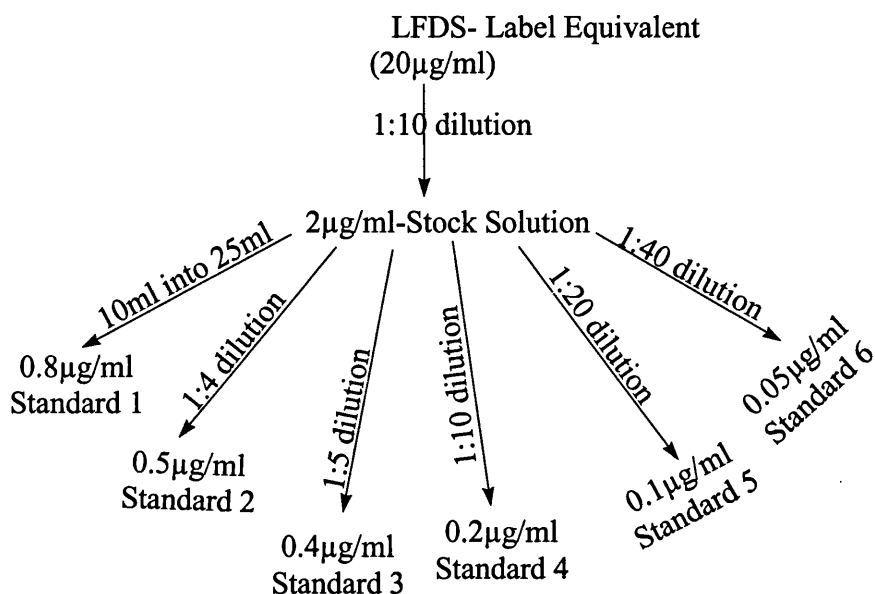 LFDS- Label Equivalent
(20µg/ml)
1:10 dilution
2µg/ml-Stock Solution
10ml into 25ml
1:4 dilution
1:5 dilution
1:10 dilution
1:20 dilution
1:40 dilution
0.8µg/ml
Standard 1
0.5µg/ml
Standard 2
0.4µg/ml
Standard 3
0.2µg/ml
Standard 4
0.1µg/ml
Standard 5
0.05µg/ml
Standard 6